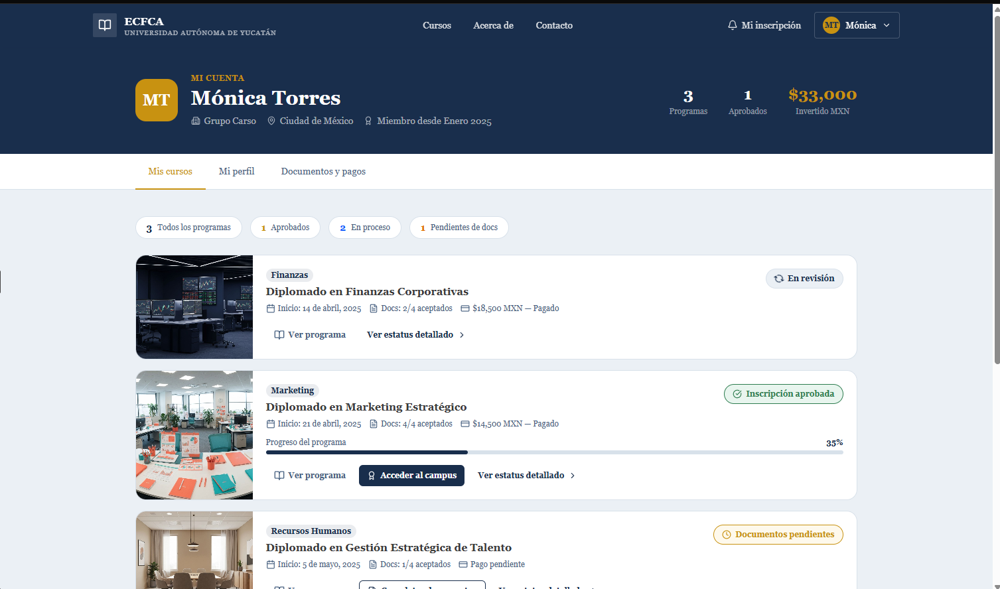 ECFCA
UNIVERSIDAD AUTÓNOMA DE YUCATÁN
Cursos
Acerca de
Contacto
Mi inscripción
MT
Mónica
MT
MI CUENTA
Mónica Torres
Grupo Carso
Ciudad de México
Miembro desde Enero 2025
3
Programas
1
Aprobados
$33,000
Invertido MXN
Mis cursos
Mi perfil
Documentos y pagos
3 Todos los programas
1 Aprobados
2 En proceso
1 Pendientes de docs
Finanzas
Diplomado en Finanzas Corporativas
Inicio: 14 de abril, 2025
Docs: 2/4 aceptados
$18,500 MXN — Pagado
En revisión
Ver programa
Ver estatus detallado
Marketing
Diplomado en Marketing Estratégico
Inicio: 21 de abril, 2025
Docs: 4/4 aceptados
$14,500 MXN — Pagado
Inscripción aprobada
Progreso del programa
35%
Ver programa
Acceder al campus
Ver estatus detallado
Recursos Humanos
Diplomado en Gestión Estratégica de Talento
Inicio: 5 de mayo, 2025
Docs: 1/4 aceptados
Pago pendiente
Documentos pendientes